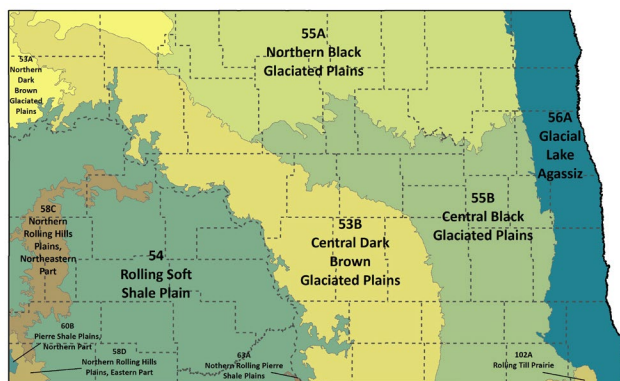 55A
Northern Black
Glaciated Plains
53A
Northern
Dark
Brown
Glaciated
Plains
56A
Glacial
Lake
Agassiz
58C
Northern
Rolling Hills
Plains,
Northeastern
Part
55B
Central Black
Glaciated Plains
53B
Central Dark
Brown
Glaciated Plains
54
Rolling Soft
Shale Plain
60B
Pierre Shale Plains,
Northern Part
58D
Northern Rolling Hills
Plains, Eastern Part
63A
Nothern Rolling Pierre
Shale Plains
102A
Rolling Till Prairie